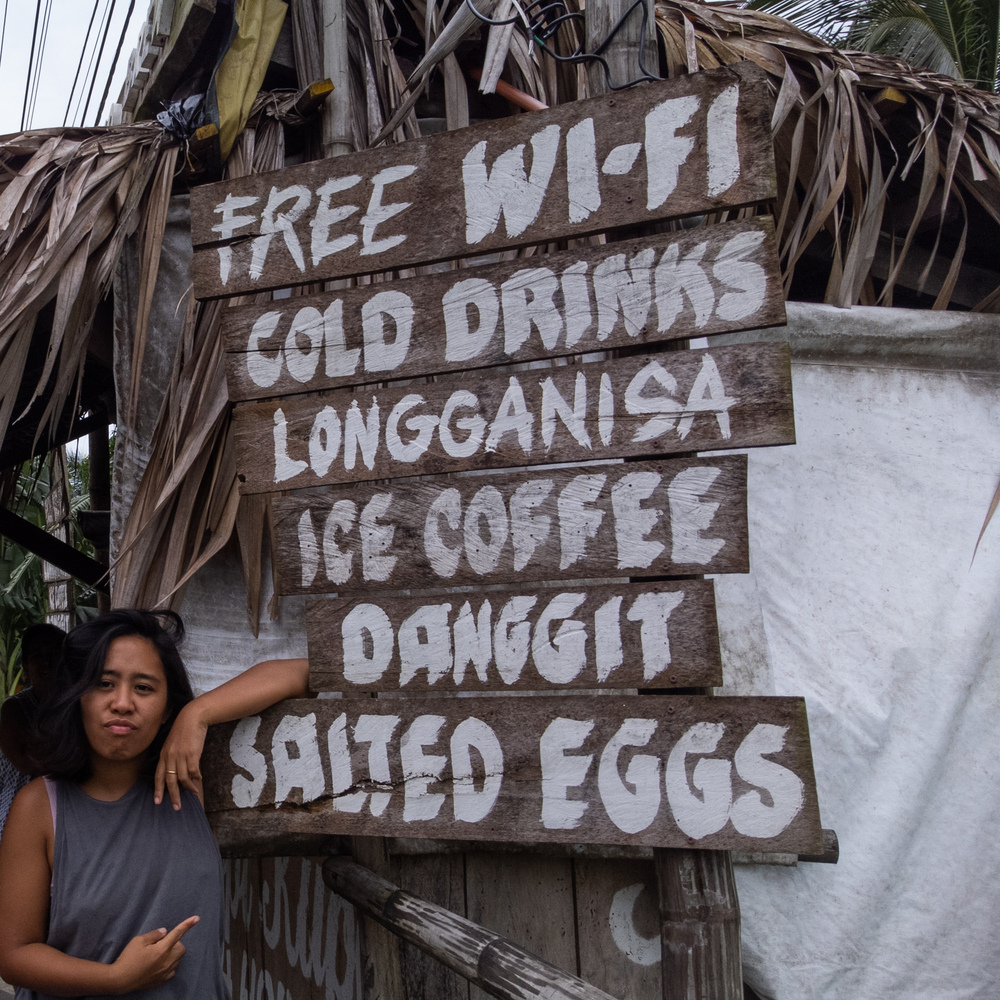 FREE WI-FI
COLD DRINKS
LONGGANISA
ICE COFFEE
DANGGIT
SALTED EGGS